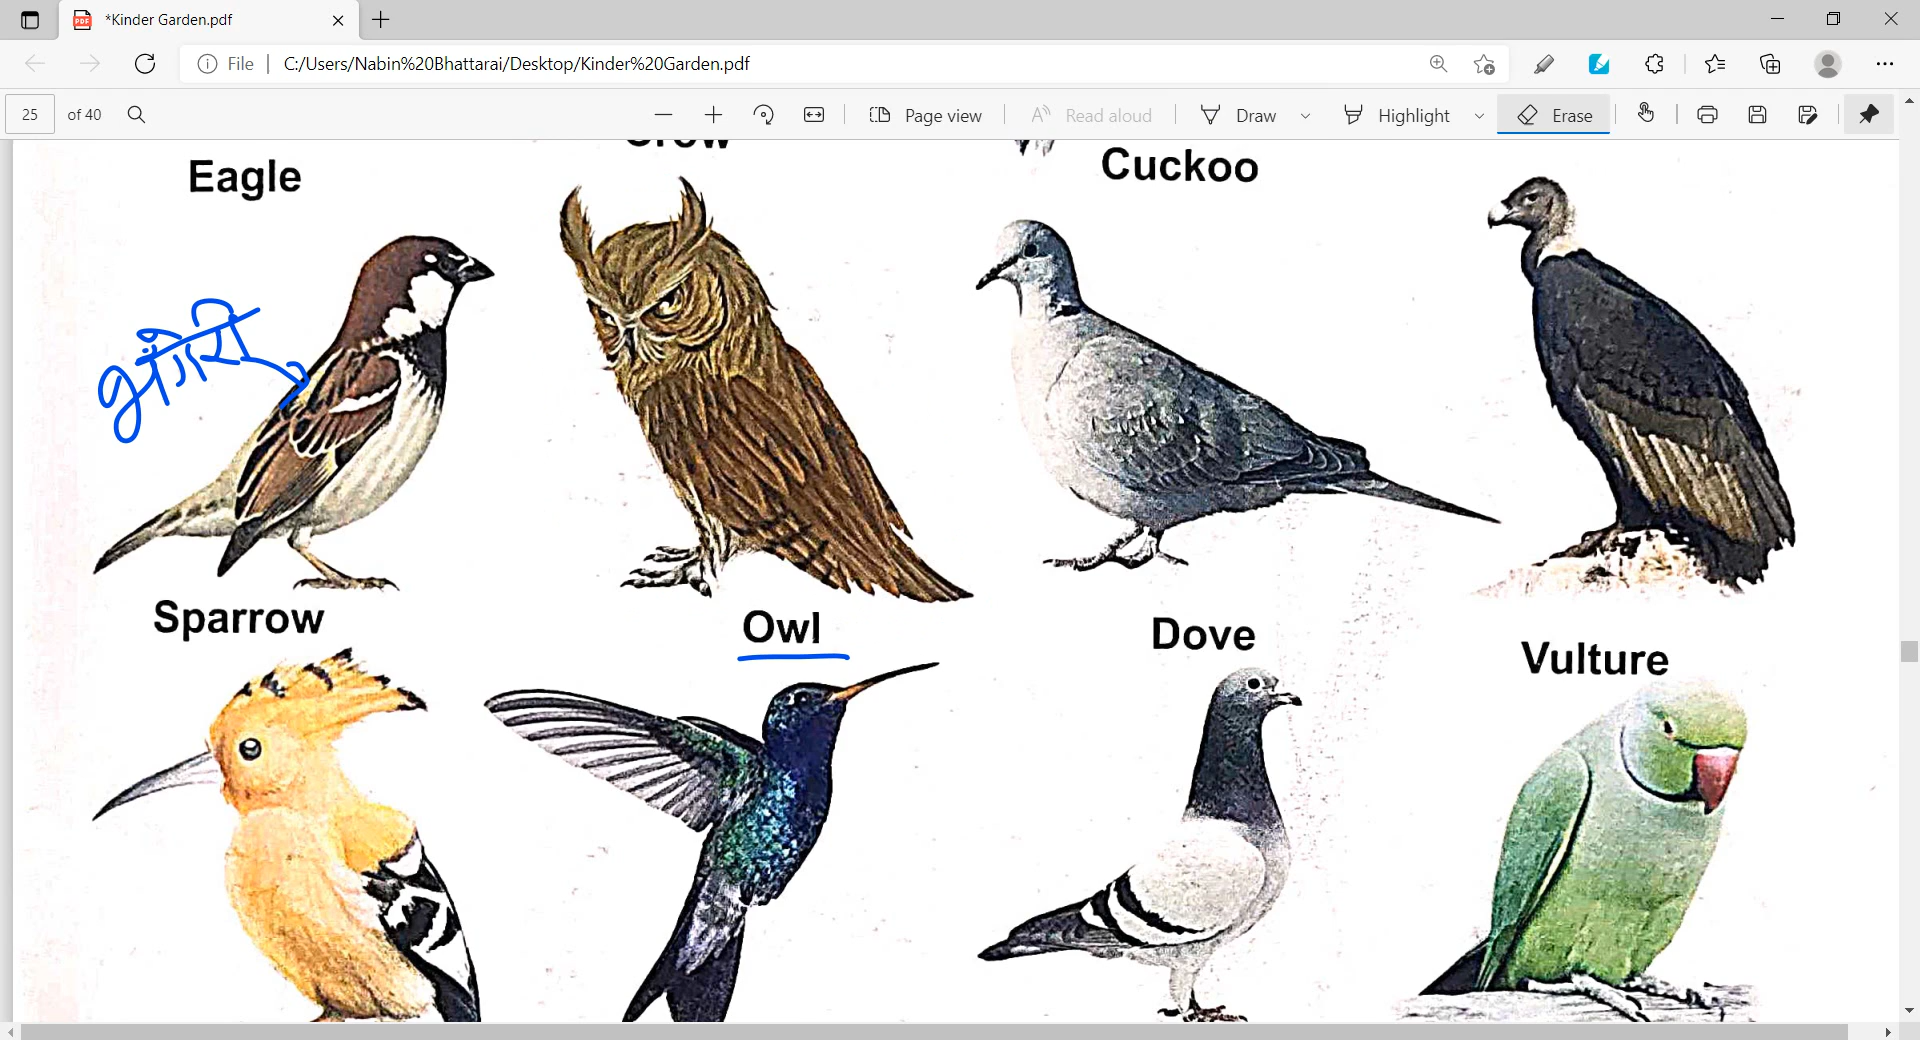 *Kinder Garden.pdf
File C:/Users/Nabin%20Bhattarai/Desktop/Kinder%20Garden.pdf
25 of 40 Page view Read aloud Draw Highlight Erase
Eagle Crow Cuckoo
Sparrow Owl Dove Vulture